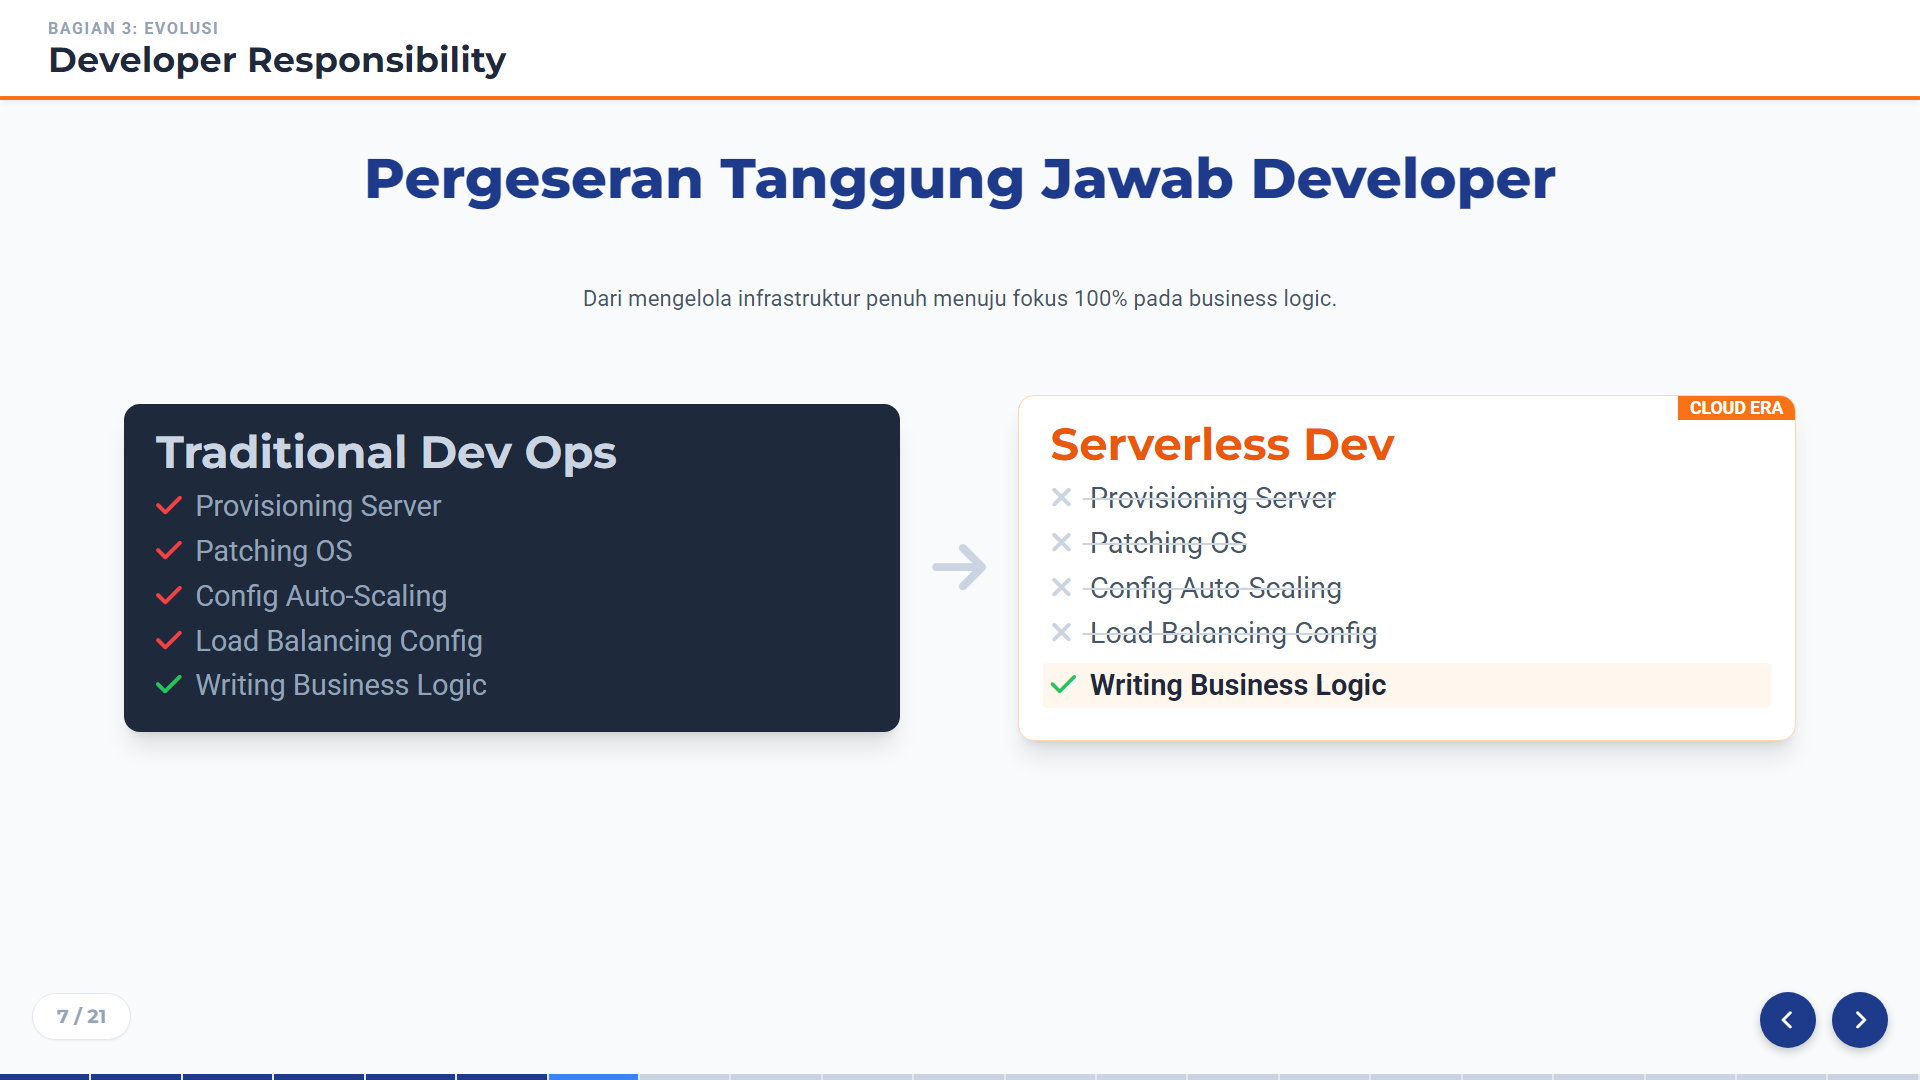 BAGIAN 3: EVOLUSI
Developer Responsibility
Pergeseran Tanggung Jawab Developer
Dari mengelola infrastruktur penuh menuju fokus 100% pada business logic.
Traditional Dev Ops
Provisioning Server
Patching OS
Config Auto-Scaling
Load Balancing Config
Writing Business Logic
CLOUD ERA
Serverless Dev
Provisioning Server
Patching OS
Config Auto-Scaling
Load Balancing Config
Writing Business Logic
7 / 21